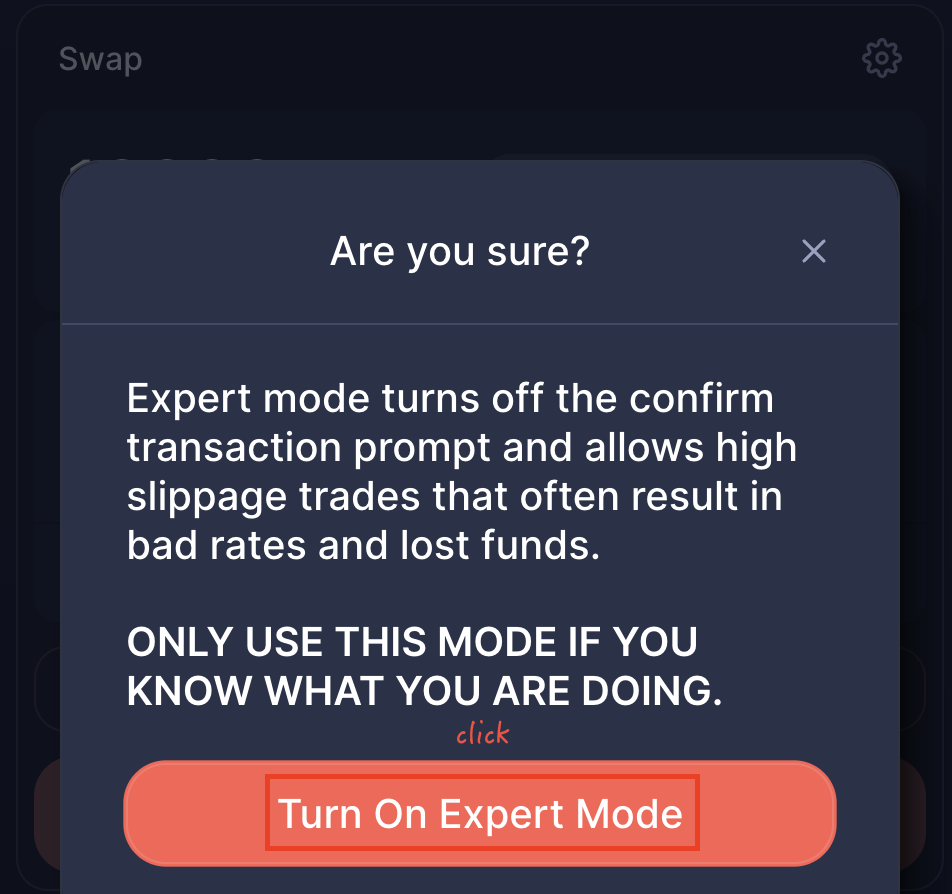 Swap
Are you sure?
Expert mode turns off the confirm
transaction prompt and allows high
slippage trades that often result in
bad rates and lost funds.
ONLY USE THIS MODE IF YOU
KNOW WHAT YOU ARE DOING.
click
Turn On Expert Mode